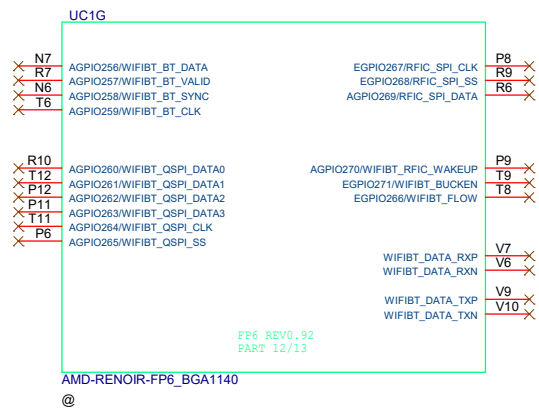 UC1G
N7 AGPIO256/WIFIBT_BT_DATA
R7 AGPIO257/WIFIBT_BT_VALID
N6 AGPIO258/WIFIBT_BT_SYNC
T6 AGPIO259/WIFIBT_BT_CLK
EGPIO267/RFIC_SPI_CLK P8
EGPIO268/RFIC_SPI_SS R9
AGPIO269/RFIC_SPI_DATA R6
R10 AGPIO260/WIFIBT_QSPI_DATA0
T12 AGPIO261/WIFIBT_QSPI_DATA1
P12 AGPIO262/WIFIBT_QSPI_DATA2
P11 AGPIO263/WIFIBT_QSPI_DATA3
T11 AGPIO264/WIFIBT_QSPI_CLK
P6 AGPIO265/WIFIBT_QSPI_SS
AGPIO270/WIFIBT_RFIC_WAKEUP P9
EGPIO271/WIFIBT_BUCKEN T9
EGPIO266/WIFIBT_FLOW T8
WIFIBT_DATA_RXP V7
WIFIBT_DATA_RXN V6
WIFIBT_DATA_TXP V9
WIFIBT_DATA_TXN V10
FP6 REV0.92
PART 12/13
AMD-RENOIR-FP6_BGA1140
@